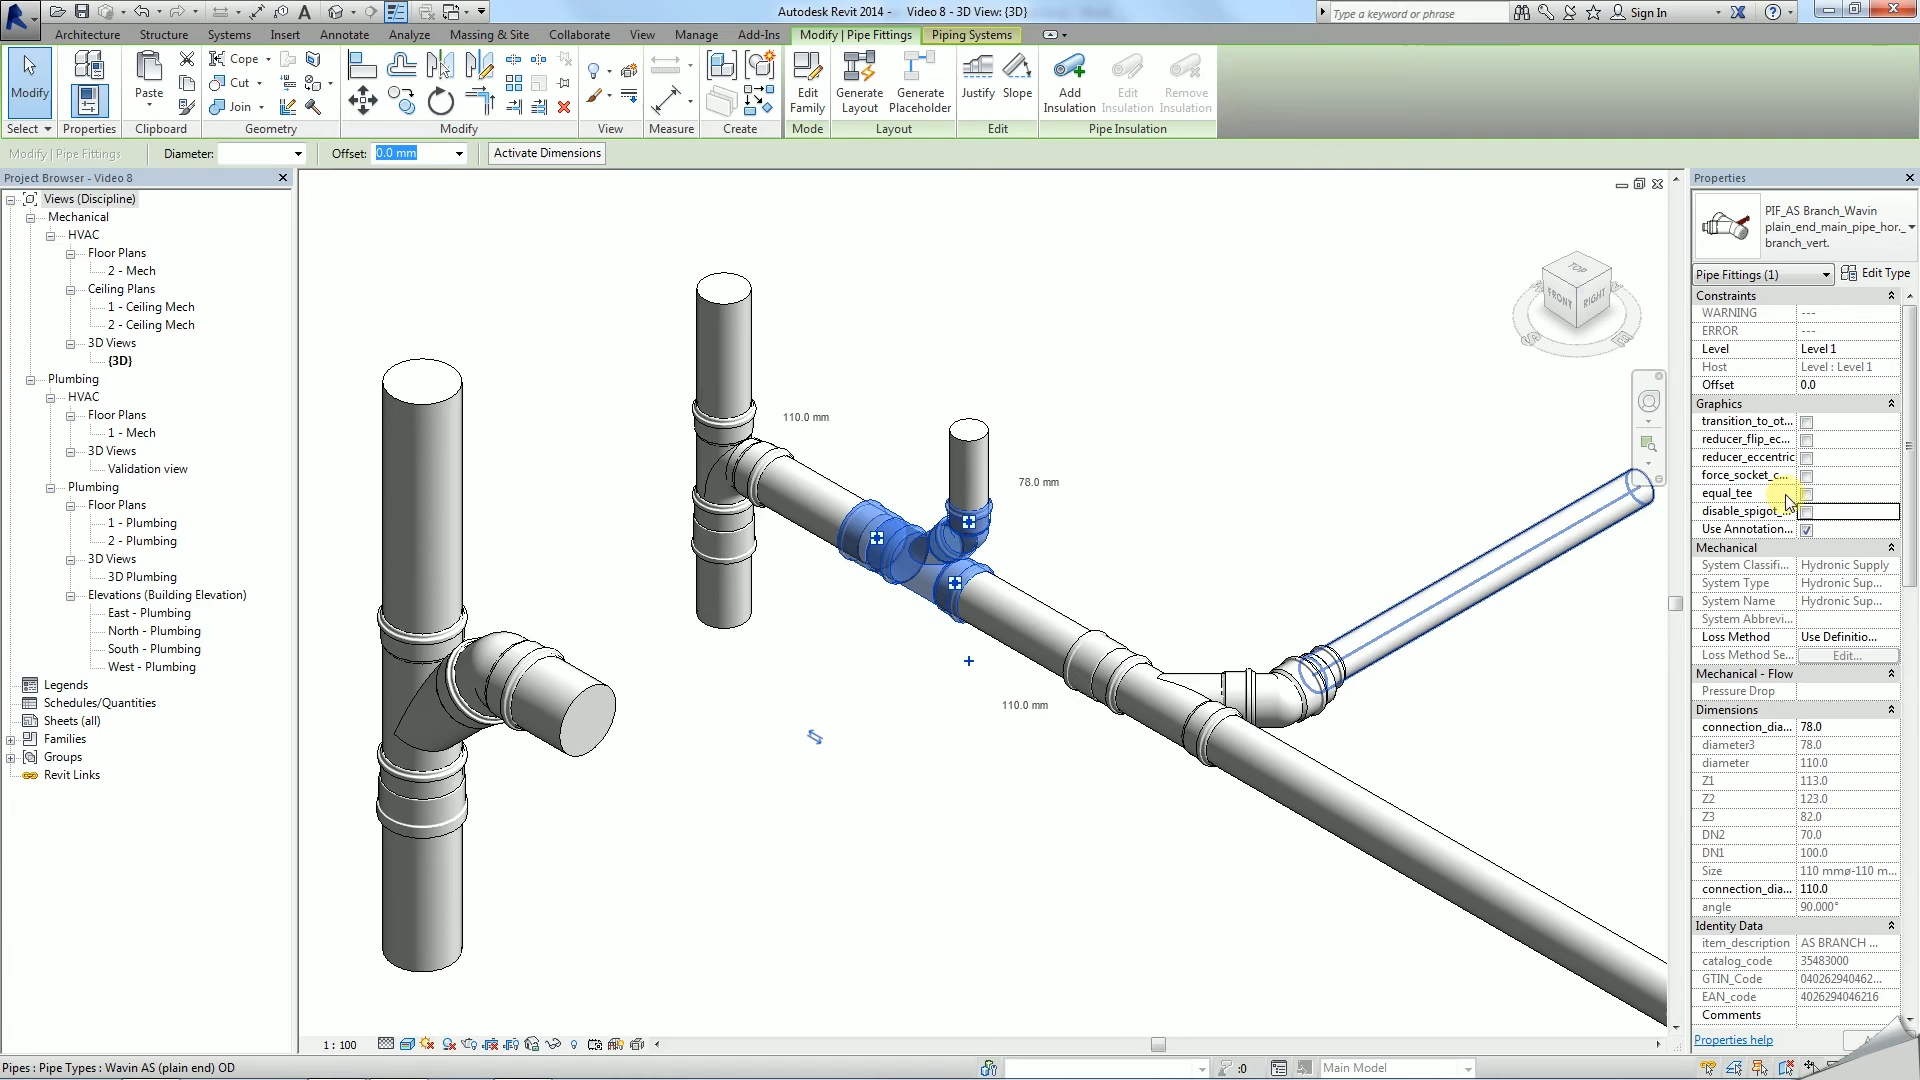 Autodesk Revit 2014 -    Video 8 - 3D View: {3D}
Type a keyword or phrase
Sign In
Architecture Structure Systems Insert Annotate Analyze Massing & Site Collaborate View Manage Add-Ins Modify | Pipe Fittings Piping Systems
Modify
Paste
Cope
Cut
Join
Edit Family
Generate Layout
Generate Placeholder
Justify
Slope
Add Insulation
Edit Insulation
Remove Insulation
Select Properties Clipboard Geometry Modify View Measure Create Mode Layout Edit Pipe Insulation
Modify | Pipe Fittings Diameter: Offset: 0.0 mm Activate Dimensions
Project Browser - Video 8
Views (Discipline)
Mechanical
HVAC
Floor Plans
2 - Mech
Ceiling Plans
1 - Ceiling Mech
2 - Ceiling Mech
3D Views
{3D}
Plumbing
HVAC
Floor Plans
1 - Mech
3D Views
Validation view
Plumbing
Floor Plans
1 - Plumbing
2 - Plumbing
3D Views
3D Plumbing
Elevations (Building Elevation)
East - Plumbing
North - Plumbing
South - Plumbing
West - Plumbing
Legends
Schedules/Quantities
Sheets (all)
Families
Groups
Revit Links
110.0 mm
78.0 mm
110.0 mm
TOP
FRONT
RIGHT
1 : 100
Properties
PIF_AS Branch_Wavin
plain_end_main_pipe_hor._
branch_vert.
Pipe Fittings (1) Edit Type
Constraints
WARNING ---
ERROR ---
Level Level 1
Host Level : Level 1
Offset 0.0
Graphics
transition_to_ot...
reducer_flip_ec...
reducer_eccentric
force_socket_c...
equal_tee
disable_spigot_...
Use Annotation...
Mechanical
System Classifi... Hydronic Supply
System Type Hydronic Sup...
System Name Hydronic Sup...
System Abbrevi...
Loss Method Use Definitio...
Loss Method Se... Edit...
Mechanical - Flow
Pressure Drop
Dimensions
connection_dia... 78.0
diameter3 78.0
diameter 110.0
Z1 113.0
Z2 123.0
Z3 82.0
DN2 70.0
DN1 100.0
Size 110 mmø-110 m...
connection_dia... 110.0
angle 90.000°
Identity Data
item_description AS BRANCH ...
catalog_code 35483000
GTIN_Code 040262940462...
EAN_code 4026294046216
Comments
Properties help
Pipes : Pipe Types : Wavin AS (plain end) OD
:0
Main Model